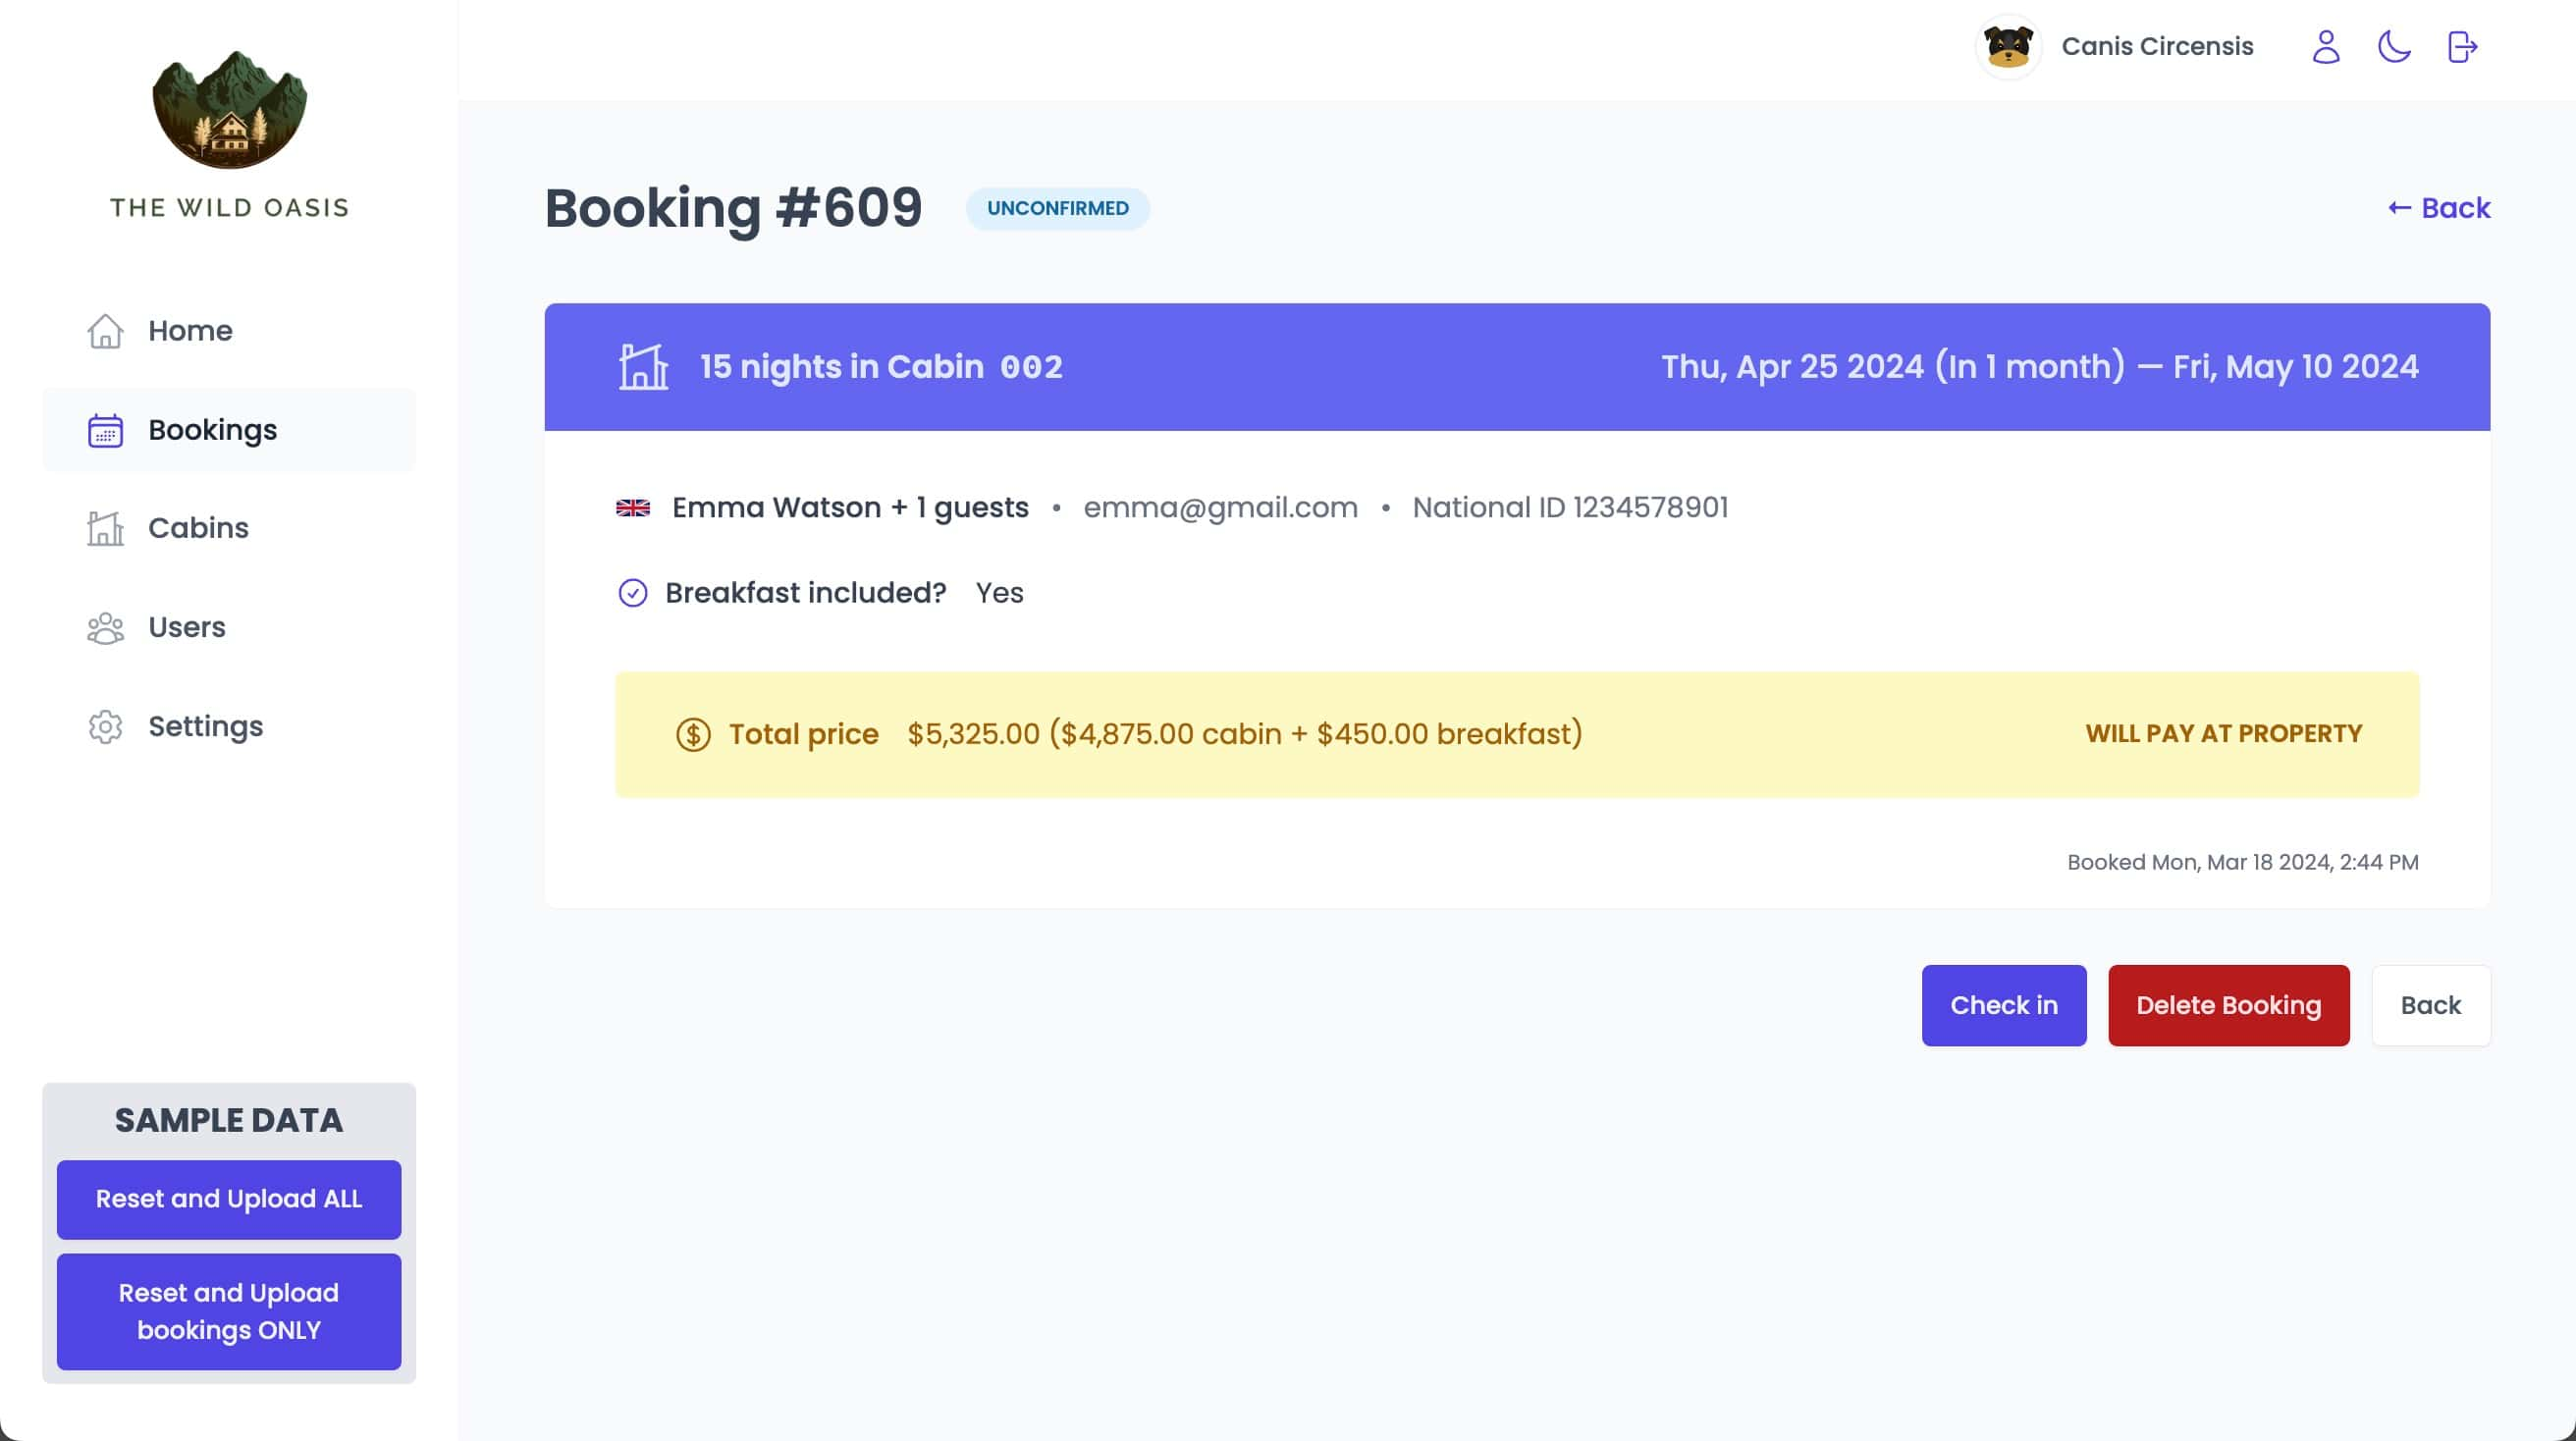 THE WILD OASIS
Home
Bookings
Cabins
Users
Settings
SAMPLE DATA
Reset and Upload ALL
Reset and Upload
bookings ONLY
Canis Circensis
Booking #609 UNCONFIRMED
← Back
15 nights in Cabin 002
Thu, Apr 25 2024 (In 1 month) — Fri, May 10 2024
Emma Watson + 1 guests • emma@gmail.com • National ID 1234578901
Breakfast included? Yes
Total price $5,325.00 ($4,875.00 cabin + $450.00 breakfast)
WILL PAY AT PROPERTY
Booked Mon, Mar 18 2024, 2:44 PM
Check in
Delete Booking
Back